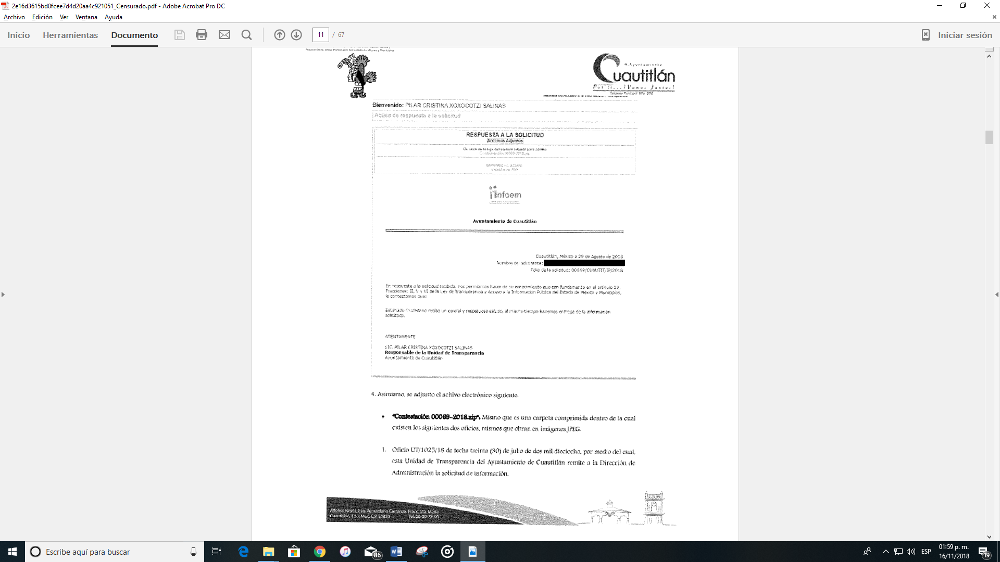 2e16d3615bd0fcee7d4d20aa4c921051_Censurado.pdf - Adobe Acrobat Pro DC
Archivo Edición Ver Ventana Ayuda
Inicio Herramientas Documento 11 / 67 Iniciar sesión
Protección de Datos Personales del Estado de México y Municipios
H. Ayuntamiento
Cuautitlán
Por ti...¡Vamos Juntos!
Gobierno Municipal 2016 -2018
Bienvenido: PILAR CRISTINA XOXOCOTZI SALINAS
Acuse de respuesta a la solicitud
RESPUESTA A LA SOLICITUD
Archivos Adjuntos
De click en la liga del archivo adjunto para abrirlo
Contestación 00069-2018.zip
Versión en PDF
infoem
Ayuntamiento de Cuautitlán
Cuautitlán, México a 29 de Agosto de 2018
Nombre del solicitante:
Folio de la solicitud: 00069/CUAUTIT/IP/2018
En respuesta a la solicitud recibida, nos permitimos hacer de su conocimiento que con fundamento en el artículo 53,
Fracciones: II, V y VI de la Ley de Transparencia y Acceso a la Información Pública del Estado de México y Municipios,
le contestamos que:
Estimado Ciudadano reciba un cordial y respetuoso saludo, al mismo tiempo hacemos entrega de la información
solicitada.
ATENTAMENTE
LIC. PILAR CRISTINA XOXOCOTZI SALINAS
Responsable de la Unidad de Transparencia
Ayuntamiento de Cuautitlán
4. Asimismo, se adjunto el achivo electrónico siguiente.
• "Contestación 00069-2018.zip". Mismo que es una carpeta comprimida dentro de la cual
existen los siguientes dos oficios, mismos que obran en imágenes JPEG.
1. Oficio UT/1025/18 de fecha treinta (30) de julio de dos mil dieciocho, por medio del cual,
esta Unidad de Transparencia del Ayuntamiento de Cuautitlán remite a la Dirección de
Administración la solicitud de información.
Alfonso Reyes, Esq. Venustiano Carranza, Fracc. Sta. María
Cuautitlán, Edo. Mex. C.P. 54820 Tel: 26-20-78-00
Escribe aquí para buscar
86
ESP
01:59 p. m.
16/11/2018
19